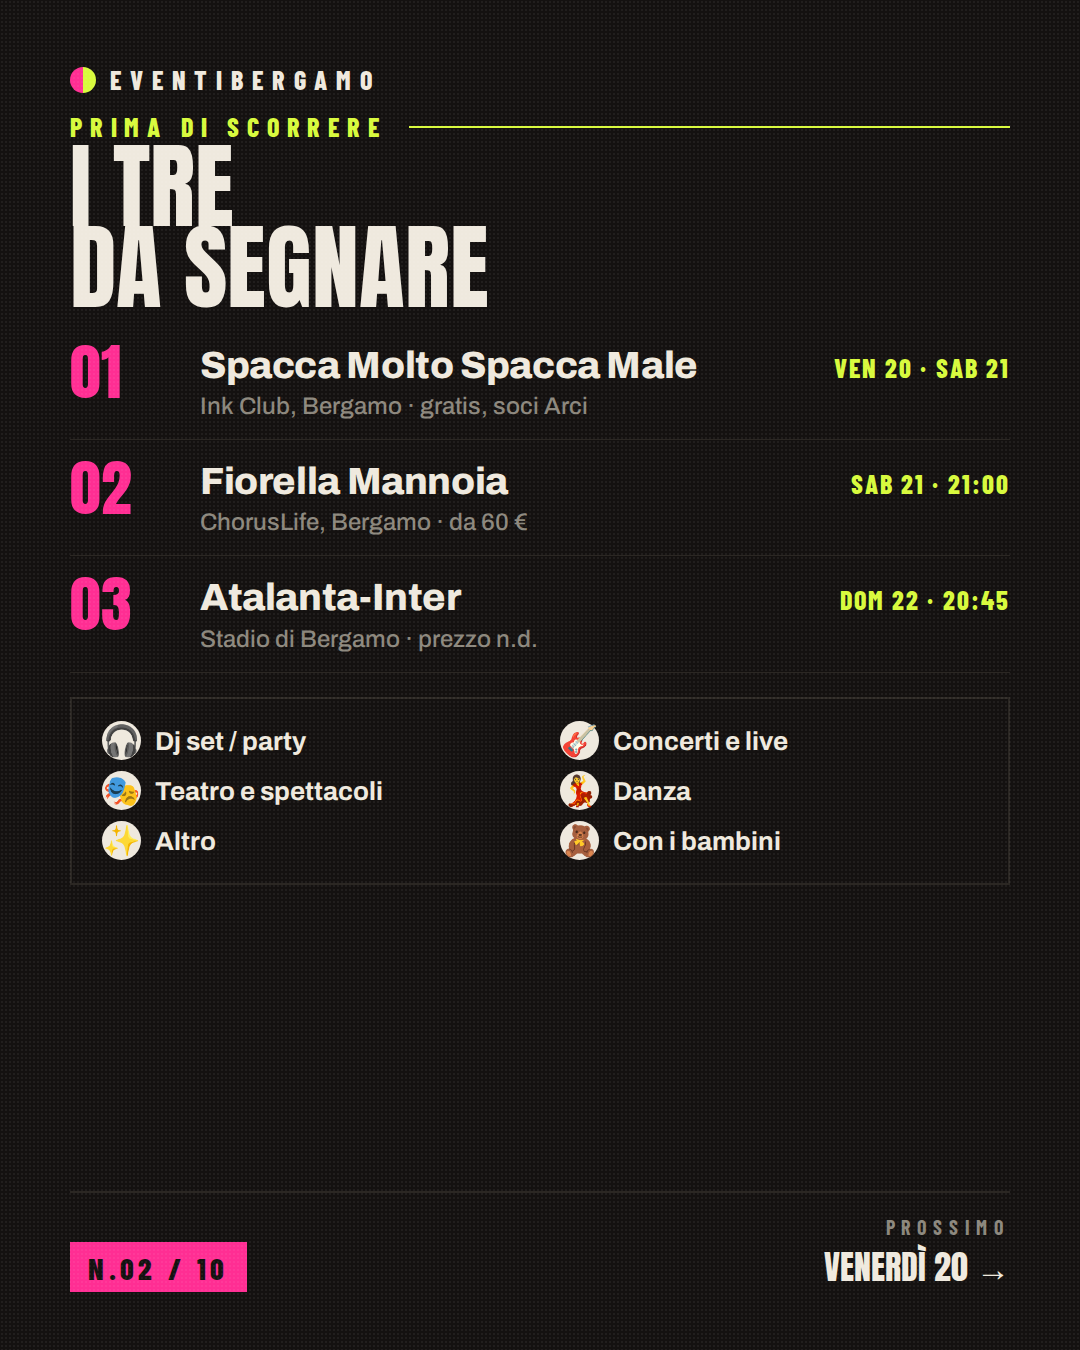 EVENTIBERGAMO
PRIMA DI SCORRERE
I TRE
DA SEGNARE
01 Spacca Molto Spacca Male VEN 20 · SAB 21
Ink Club, Bergamo · gratis, soci Arci
02 Fiorella Mannoia SAB 21 · 21:00
ChorusLife, Bergamo · da 60 €
03 Atalanta-Inter DOM 22 · 20:45
Stadio di Bergamo · prezzo n.d.
Dj set / party Concerti e live
Teatro e spettacoli Danza
Altro Con i bambini
PROSSIMO
N.02 / 10 VENERDÌ 20 →